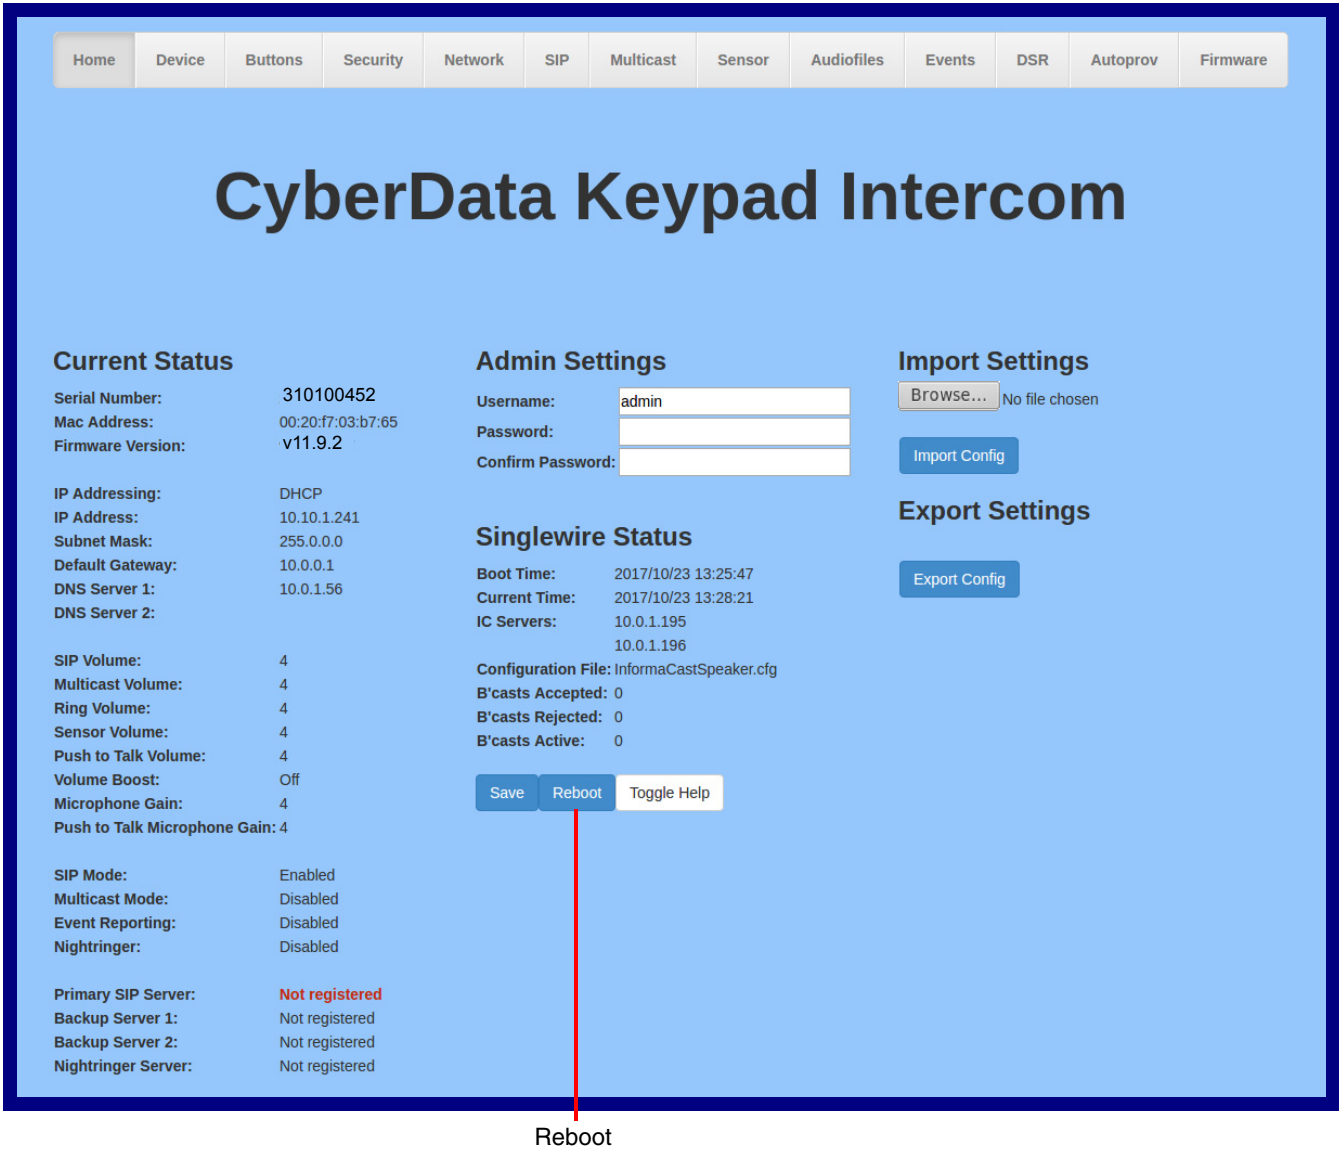 Home Device Buttons Security Network SIP Multicast Sensor Audiofiles Events DSR Autoprov Firmware
CyberData Keypad Intercom
Current Status
Serial Number: 310100452
Mac Address: 00:20:f7:03:b7:65
Firmware Version: v11.9.2
IP Addressing: DHCP
IP Address: 10.10.1.241
Subnet Mask: 255.0.0.0
Default Gateway: 10.0.0.1
DNS Server 1: 10.0.1.56
DNS Server 2:
SIP Volume: 4
Multicast Volume: 4
Ring Volume: 4
Sensor Volume: 4
Push to Talk Volume: 4
Volume Boost: Off
Microphone Gain: 4
Push to Talk Microphone Gain: 4
SIP Mode: Enabled
Multicast Mode: Disabled
Event Reporting: Disabled
Nightringer: Disabled
Primary SIP Server: Not registered
Backup Server 1: Not registered
Backup Server 2: Not registered
Nightringer Server: Not registered
Admin Settings
Username: admin
Password:
Confirm Password:
Singlewire Status
Boot Time: 2017/10/23 13:25:47
Current Time: 2017/10/23 13:28:21
IC Servers: 10.0.1.195
10.0.1.196
Configuration File: InformaCastSpeaker.cfg
B'casts Accepted: 0
B'casts Rejected: 0
B'casts Active: 0
Save Reboot Toggle Help
Import Settings
Browse... No file chosen
Import Config
Export Settings
Export Config
Reboot